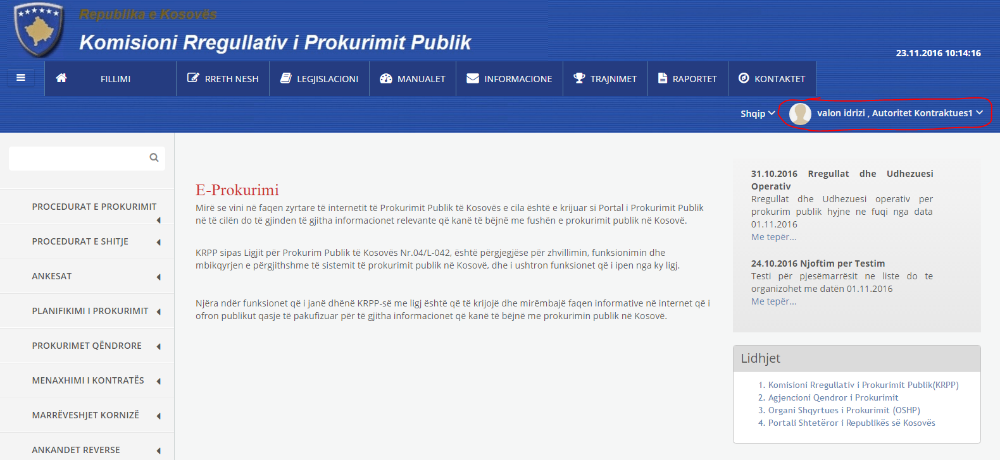 Republika e Kosovës
Komisioni Rregullativ i Prokurimit Publik
23.11.2016 10:14:16
FILLIMI
RRETH NESH
LEGJISLACIONI
MANUALET
INFORMACIONE
TRAJNIMET
RAPORTET
KONTAKTET
Shqip
valon idrizi , Autoritet Kontraktues1
PROCEDURAT E PROKURIMIT
PROCEDURAT E SHITJE
ANKESAT
PLANIFIKIMI I PROKURIMIT
PROKURIMET QËNDRORE
MENAXHIMI I KONTRATËS
MARRËVESHJET KORNIZË
ANKANDET REVERSE
E-Prokurimi
Mirë se vini në faqen zyrtare të internetit të Prokurimit Publik të Kosovës e cila është e krijuar si Portal i Prokurimit Publik
në të cilën do të gjinden të gjitha informacionet relevante që kanë të bëjnë me fushën e prokurimit publik në Kosovë.
KRPP sipas Ligjit për Prokurim Publik të Kosovës Nr.04/L-042, është përgjegjëse për zhvillimin, funksionimin dhe
mbikqyrjen e përgjithshme të sistemit të prokurimit publik në Kosovë, dhe i ushtron funksionet që i ipen nga ky ligj.
Njëra ndër funksionet që i janë dhënë KRPP-së me ligj është që të krijojë dhe mirëmbajë faqen informative në internet që i
ofron publikut qasje të pakufizuar për të gjitha informacionet që kanë të bëjnë me prokurimin publik në Kosovë.
31.10.2016 Rregullat dhe Udhezuesi
Operativ
Rregullat dhe Udhezuesi operativ per
prokurim publik hyjne ne fuqi nga data
01.11.2016
Me tepër...
24.10.2016 Njoftim per Testim
Testi për pjesëmarrësit ne liste do te
organizohet me datën 01.11.2016
Me tepër...
Lidhjet
1. Komisioni Rregullativ i Prokurimit Publik(KRPP)
2. Agjencioni Qendror i Prokurimit
3. Organi Shqyrtues i Prokurimit (OSHP)
4. Portali Shtetëror i Republikës së Kosovës